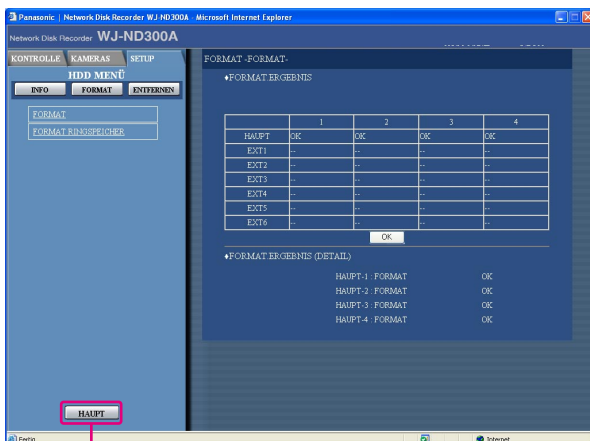 Panasonic | Network Disk Recorder WJ-ND300A - Microsoft Internet Explorer
Network Disk Recorder WJ-ND300A
KONTROLLE KAMERAS SETUP
HDD MENÜ
INFO FORMAT ENTFERNEN
FORMAT
FORMAT RINGSPEICHER
FORMAT -FORMAT-
♦FORMAT.ERGEBNIS
1 2 3 4
HAUPT OK OK OK OK
EXT1 -- -- -- --
EXT2 -- -- -- --
EXT3 -- -- -- --
EXT4 -- -- -- --
EXT5 -- -- -- --
EXT6 -- -- -- --
OK
♦FORMAT.ERGEBNIS (DETAIL)
HAUPT-1 : FORMAT OK
HAUPT-2 : FORMAT OK
HAUPT-3 : FORMAT OK
HAUPT-4 : FORMAT OK
HAUPT
Fertig Internet